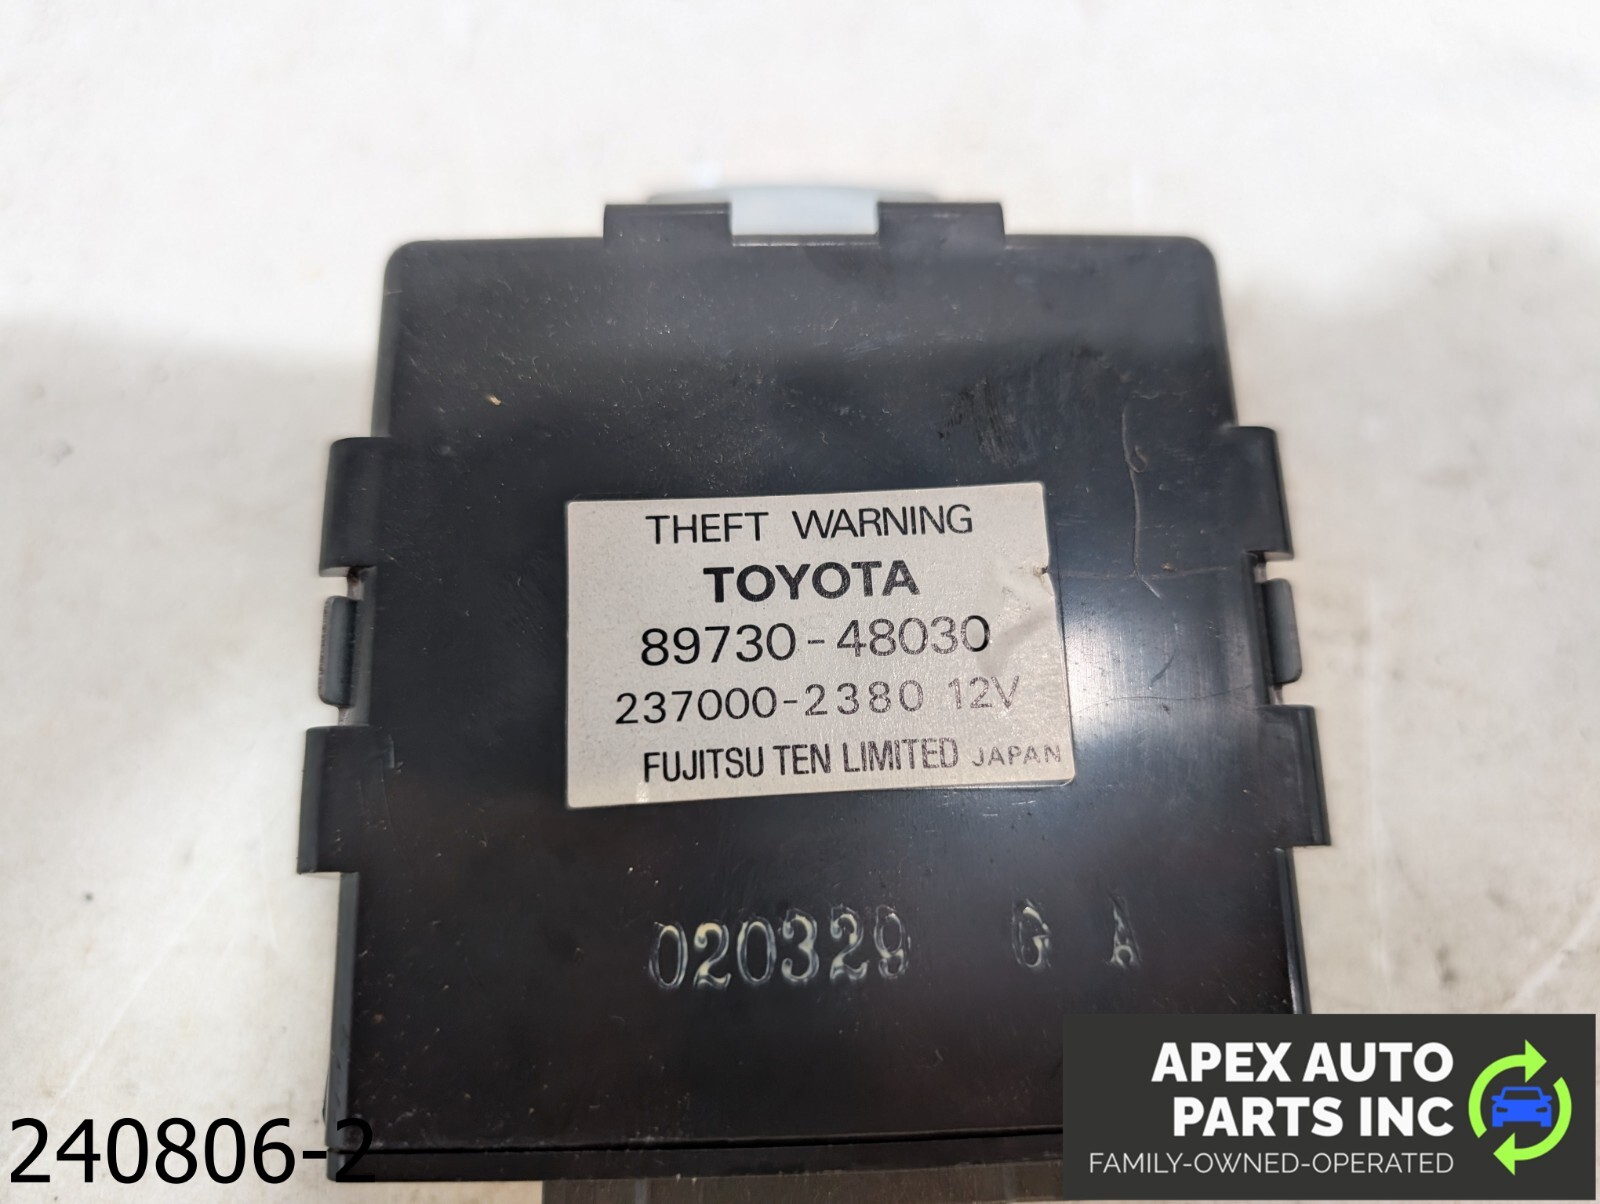 THEFT WARNING
TOYOTA
89730-48030
237000-2380 12V
FUJITSU TEN LIMITED JAPAN
020329 G A
240806-2
APEX AUTO
PARTS INC
FAMILY-OWNED-OPERATED